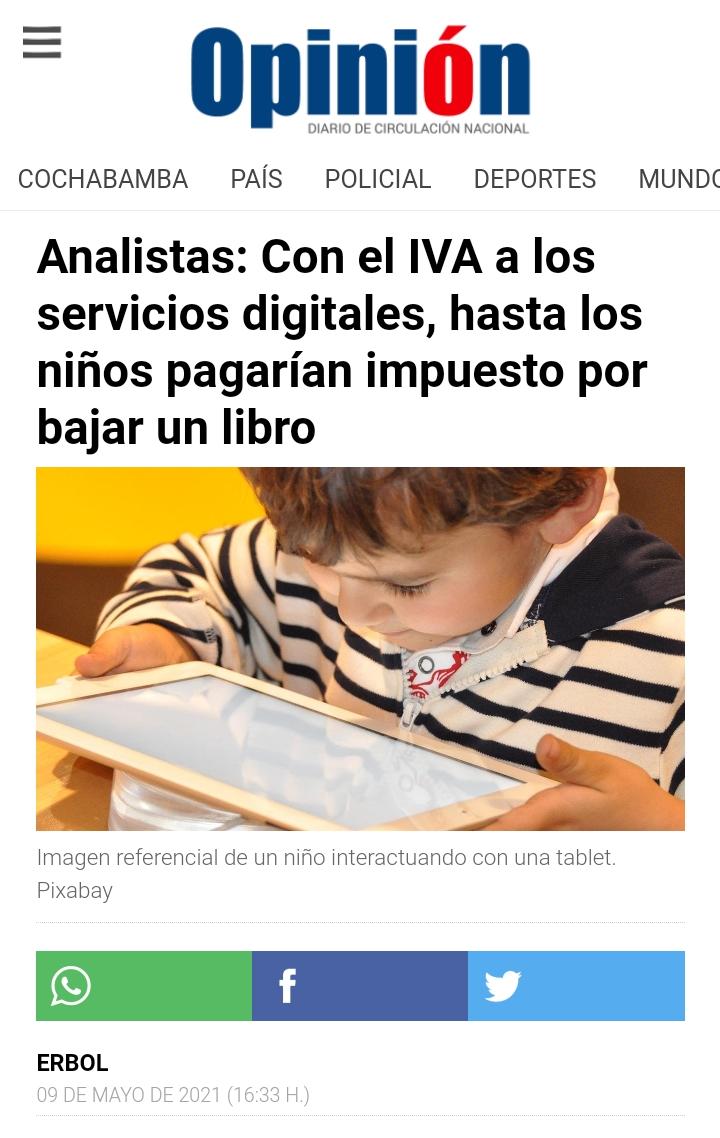 Opinión
DIARIO DE CIRCULACIÓN NACIONAL
COCHABAMBA PAÍS POLICIAL DEPORTES MUNDO
Analistas: Con el IVA a los
servicios digitales, hasta los
niños pagarían impuesto por
bajar un libro
Imagen referencial de un niño interactuando con una tablet.
Pixabay
ERBOL
09 DE MAYO DE 2021 (16:33 H.)